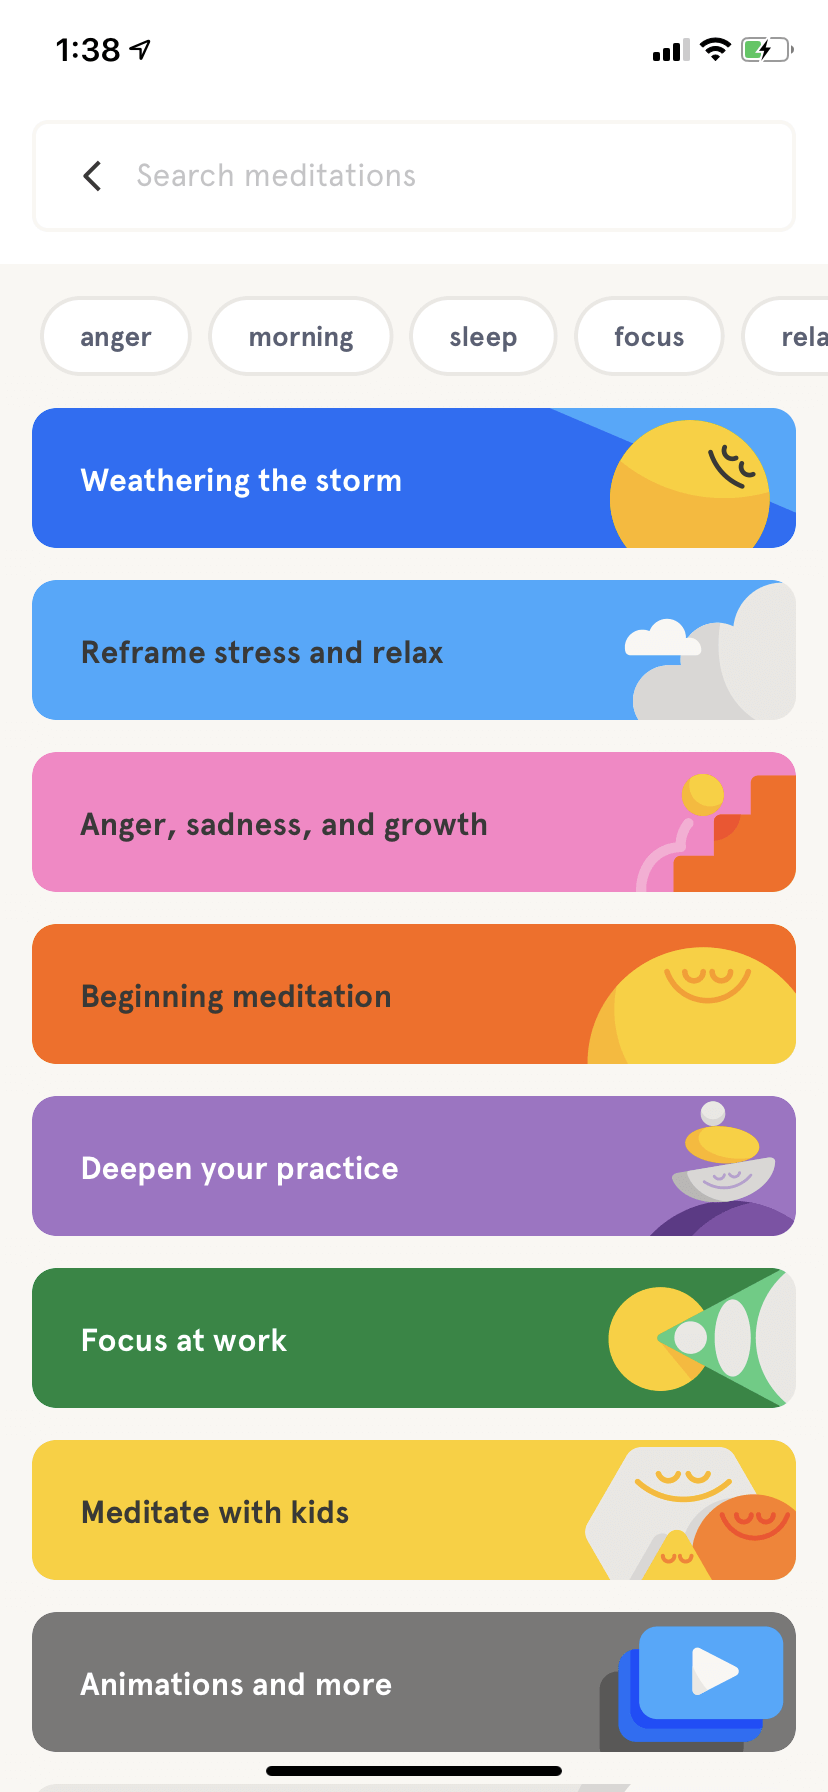 1:38
Search meditations
anger morning sleep focus rela
Weathering the storm
Reframe stress and relax
Anger, sadness, and growth
Beginning meditation
Deepen your practice
Focus at work
Meditate with kids
Animations and more